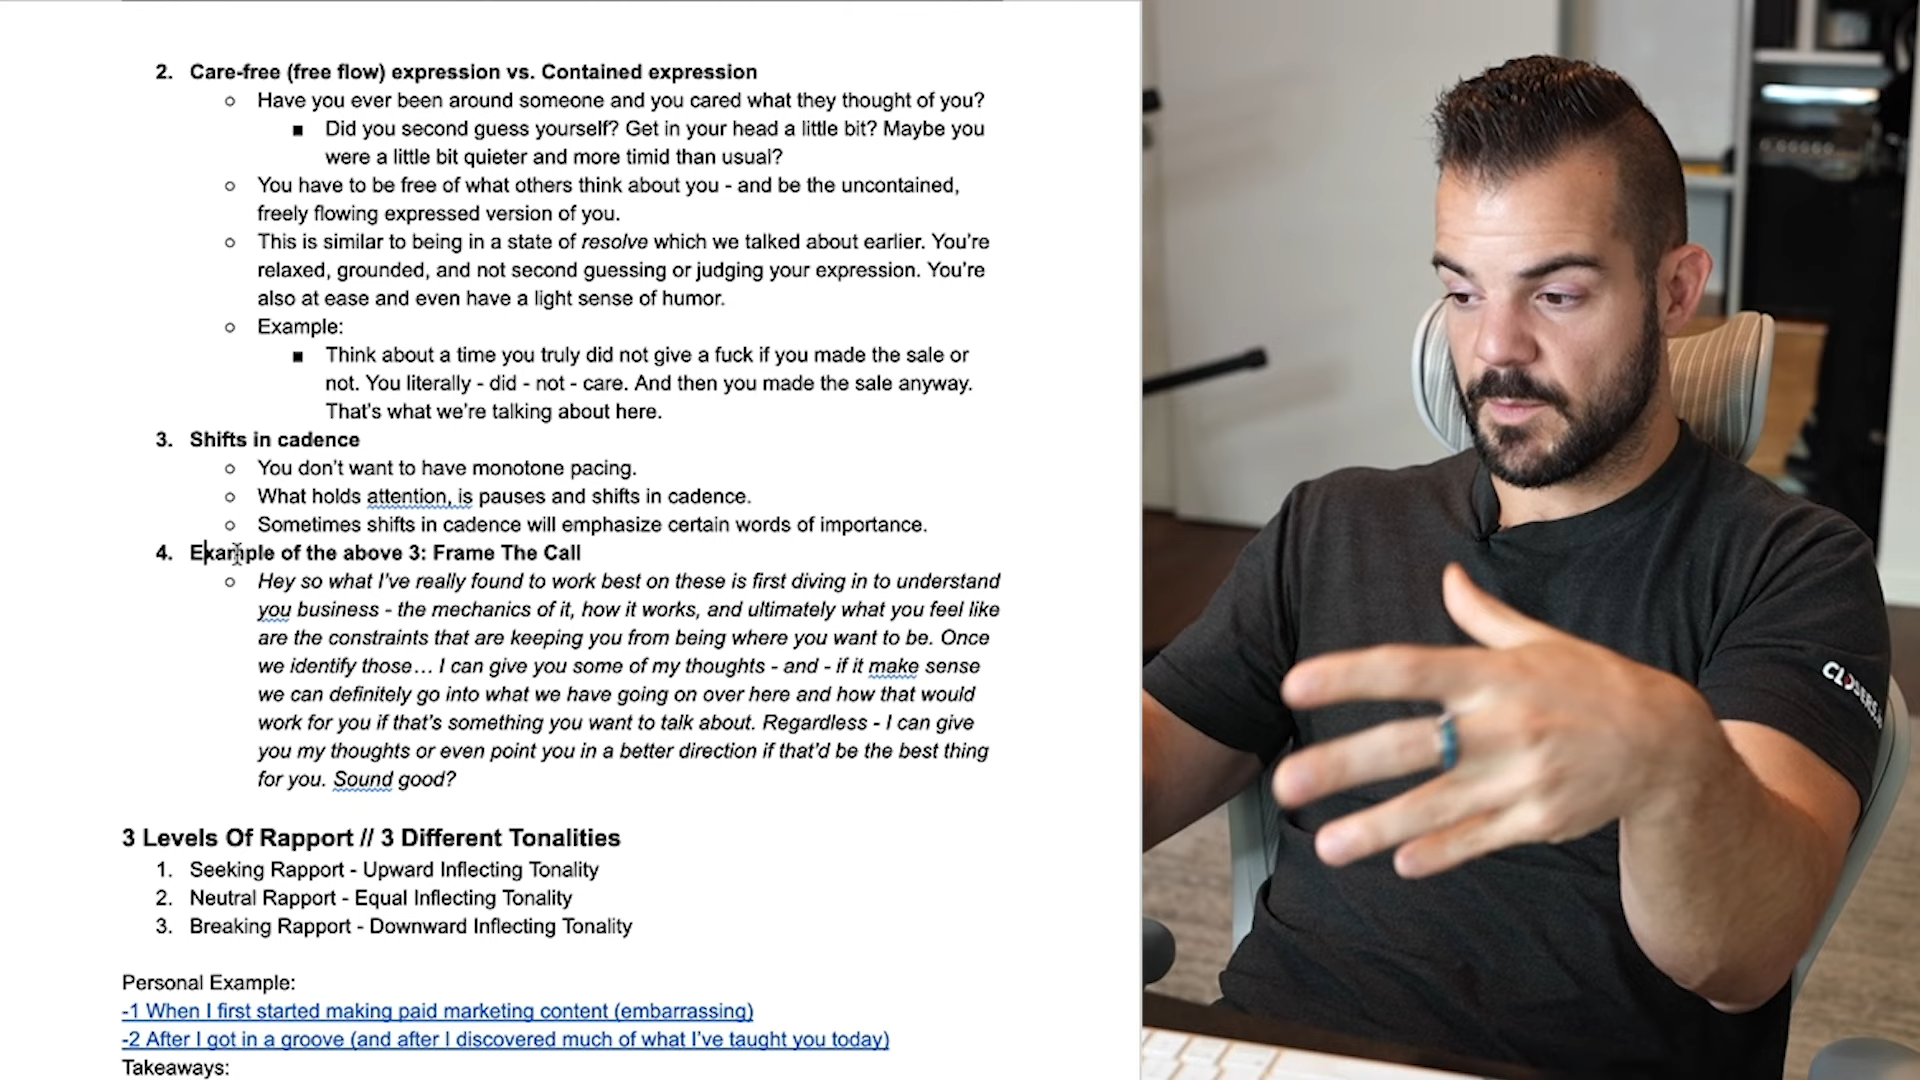 2. Care-free (free flow) expression vs. Contained expression
○ Have you ever been around someone and you cared what they thought of you?
■ Did you second guess yourself? Get in your head a little bit? Maybe you
were a little bit quieter and more timid than usual?
○ You have to be free of what others think about you - and be the uncontained,
freely flowing expressed version of you.
○ This is similar to being in a state of resolve which we talked about earlier. You're
relaxed, grounded, and not second guessing or judging your expression. You're
also at ease and even have a light sense of humor.
○ Example:
■ Think about a time you truly did not give a fuck if you made the sale or
not. You literally - did - not - care. And then you made the sale anyway.
That's what we're talking about here.
3. Shifts in cadence
○ You don't want to have monotone pacing.
○ What holds attention, is pauses and shifts in cadence.
○ Sometimes shifts in cadence will emphasize certain words of importance.
4. Example of the above 3: Frame The Call
○ Hey so what I've really found to work best on these is first diving in to understand
you business - the mechanics of it, how it works, and ultimately what you feel like
are the constraints that are keeping you from being where you want to be. Once
we identify those… I can give you some of my thoughts - and - if it make sense
we can definitely go into what we have going on over here and how that would
work for you if that's something you want to talk about. Regardless - I can give
you my thoughts or even point you in a better direction if that'd be the best thing
for you. Sound good?
3 Levels Of Rapport // 3 Different Tonalities
1. Seeking Rapport - Upward Inflecting Tonality
2. Neutral Rapport - Equal Inflecting Tonality
3. Breaking Rapport - Downward Inflecting Tonality
Personal Example:
-1 When I first started making paid marketing content (embarrassing)
-2 After I got in a groove (and after I discovered much of what I've taught you today)
Takeaways: